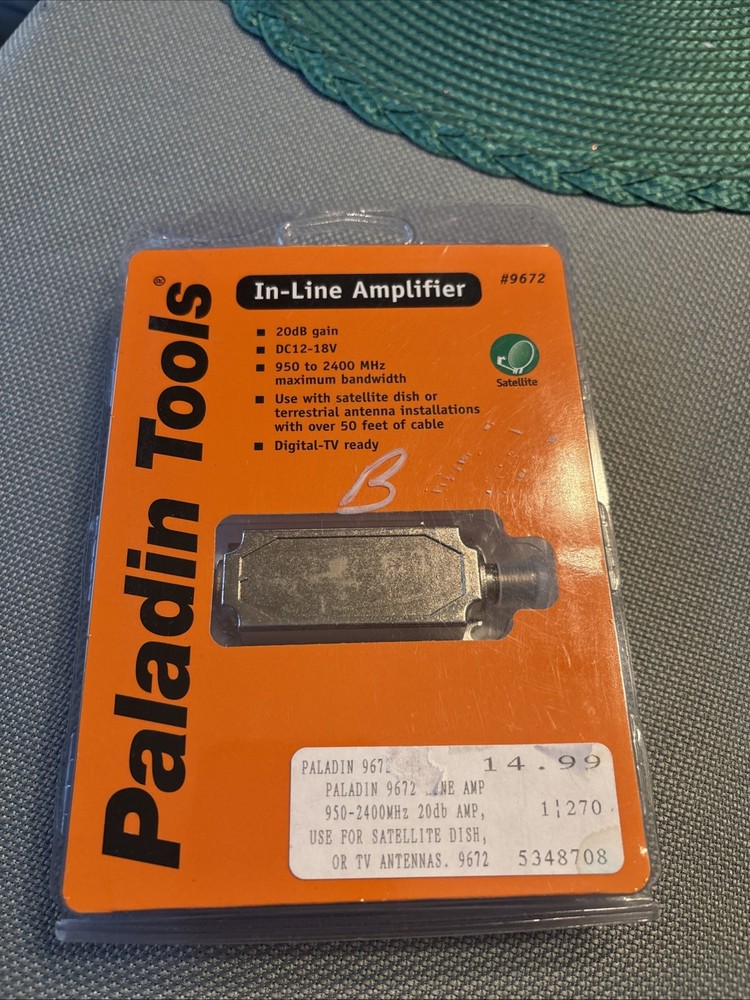 Paladin Tools®
In-Line Amplifier
#9672
20dB gain
DC12-18V
950 to 2400 MHz
maximum bandwidth
Use with satellite dish or
terrestrial antenna installations
with over 50 feet of cable
Digital-TV ready
Satellite
B
PALADIN 967 14.99
PALADIN 9672 NE AMP
950-2400MHz 20db AMP, 1¦270
USE FOR SATELLITE DISH,
OR TV ANTENNAS. 9672 5348708